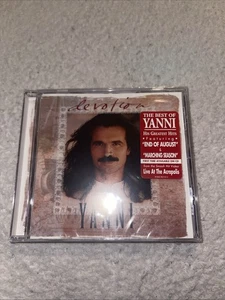 devotion
THE BEST OF
YANNI
HIS GREATEST HITS
Featuring
"END OF AUGUST"
&
"MARCHING SEASON"
Live At The Acropolis
YANNI